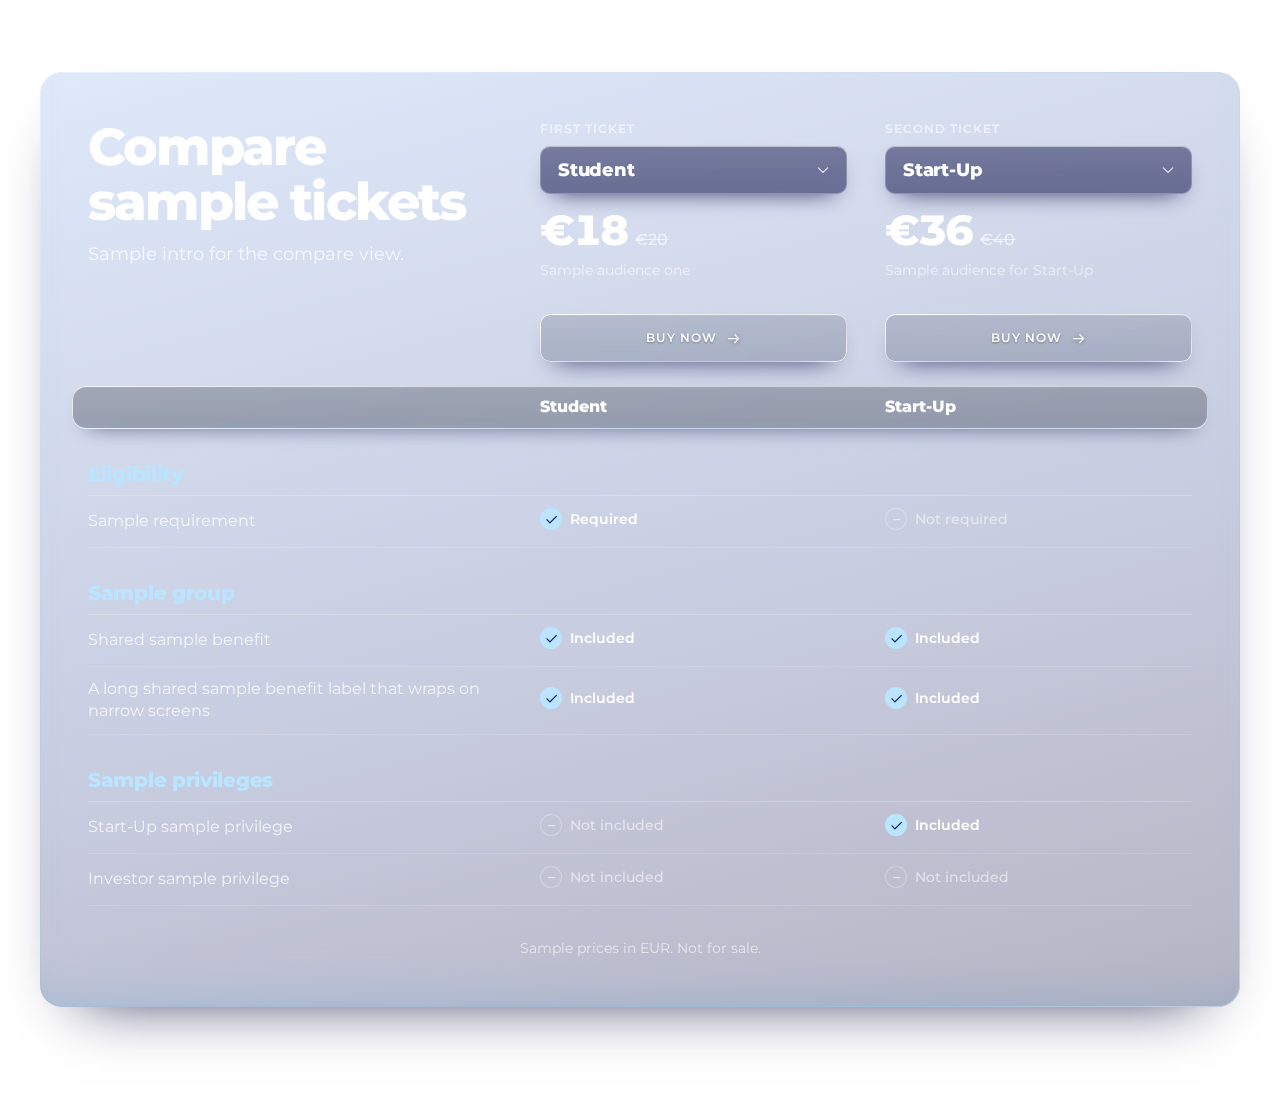 Compare
sample tickets
Sample intro for the compare view.
FIRST TICKET
Student
€18 €20
Sample audience one
BUY NOW →
SECOND TICKET
Start-Up
€36 €40
Sample audience for Start-Up
BUY NOW →
Student Start-Up
Eligibility
Sample requirement Required Not required
Sample group
Shared sample benefit Included Included
A long shared sample benefit label that wraps on
narrow screens Included Included
Sample privileges
Start-Up sample privilege Not included Included
Investor sample privilege Not included Not included
Sample prices in EUR. Not for sale.